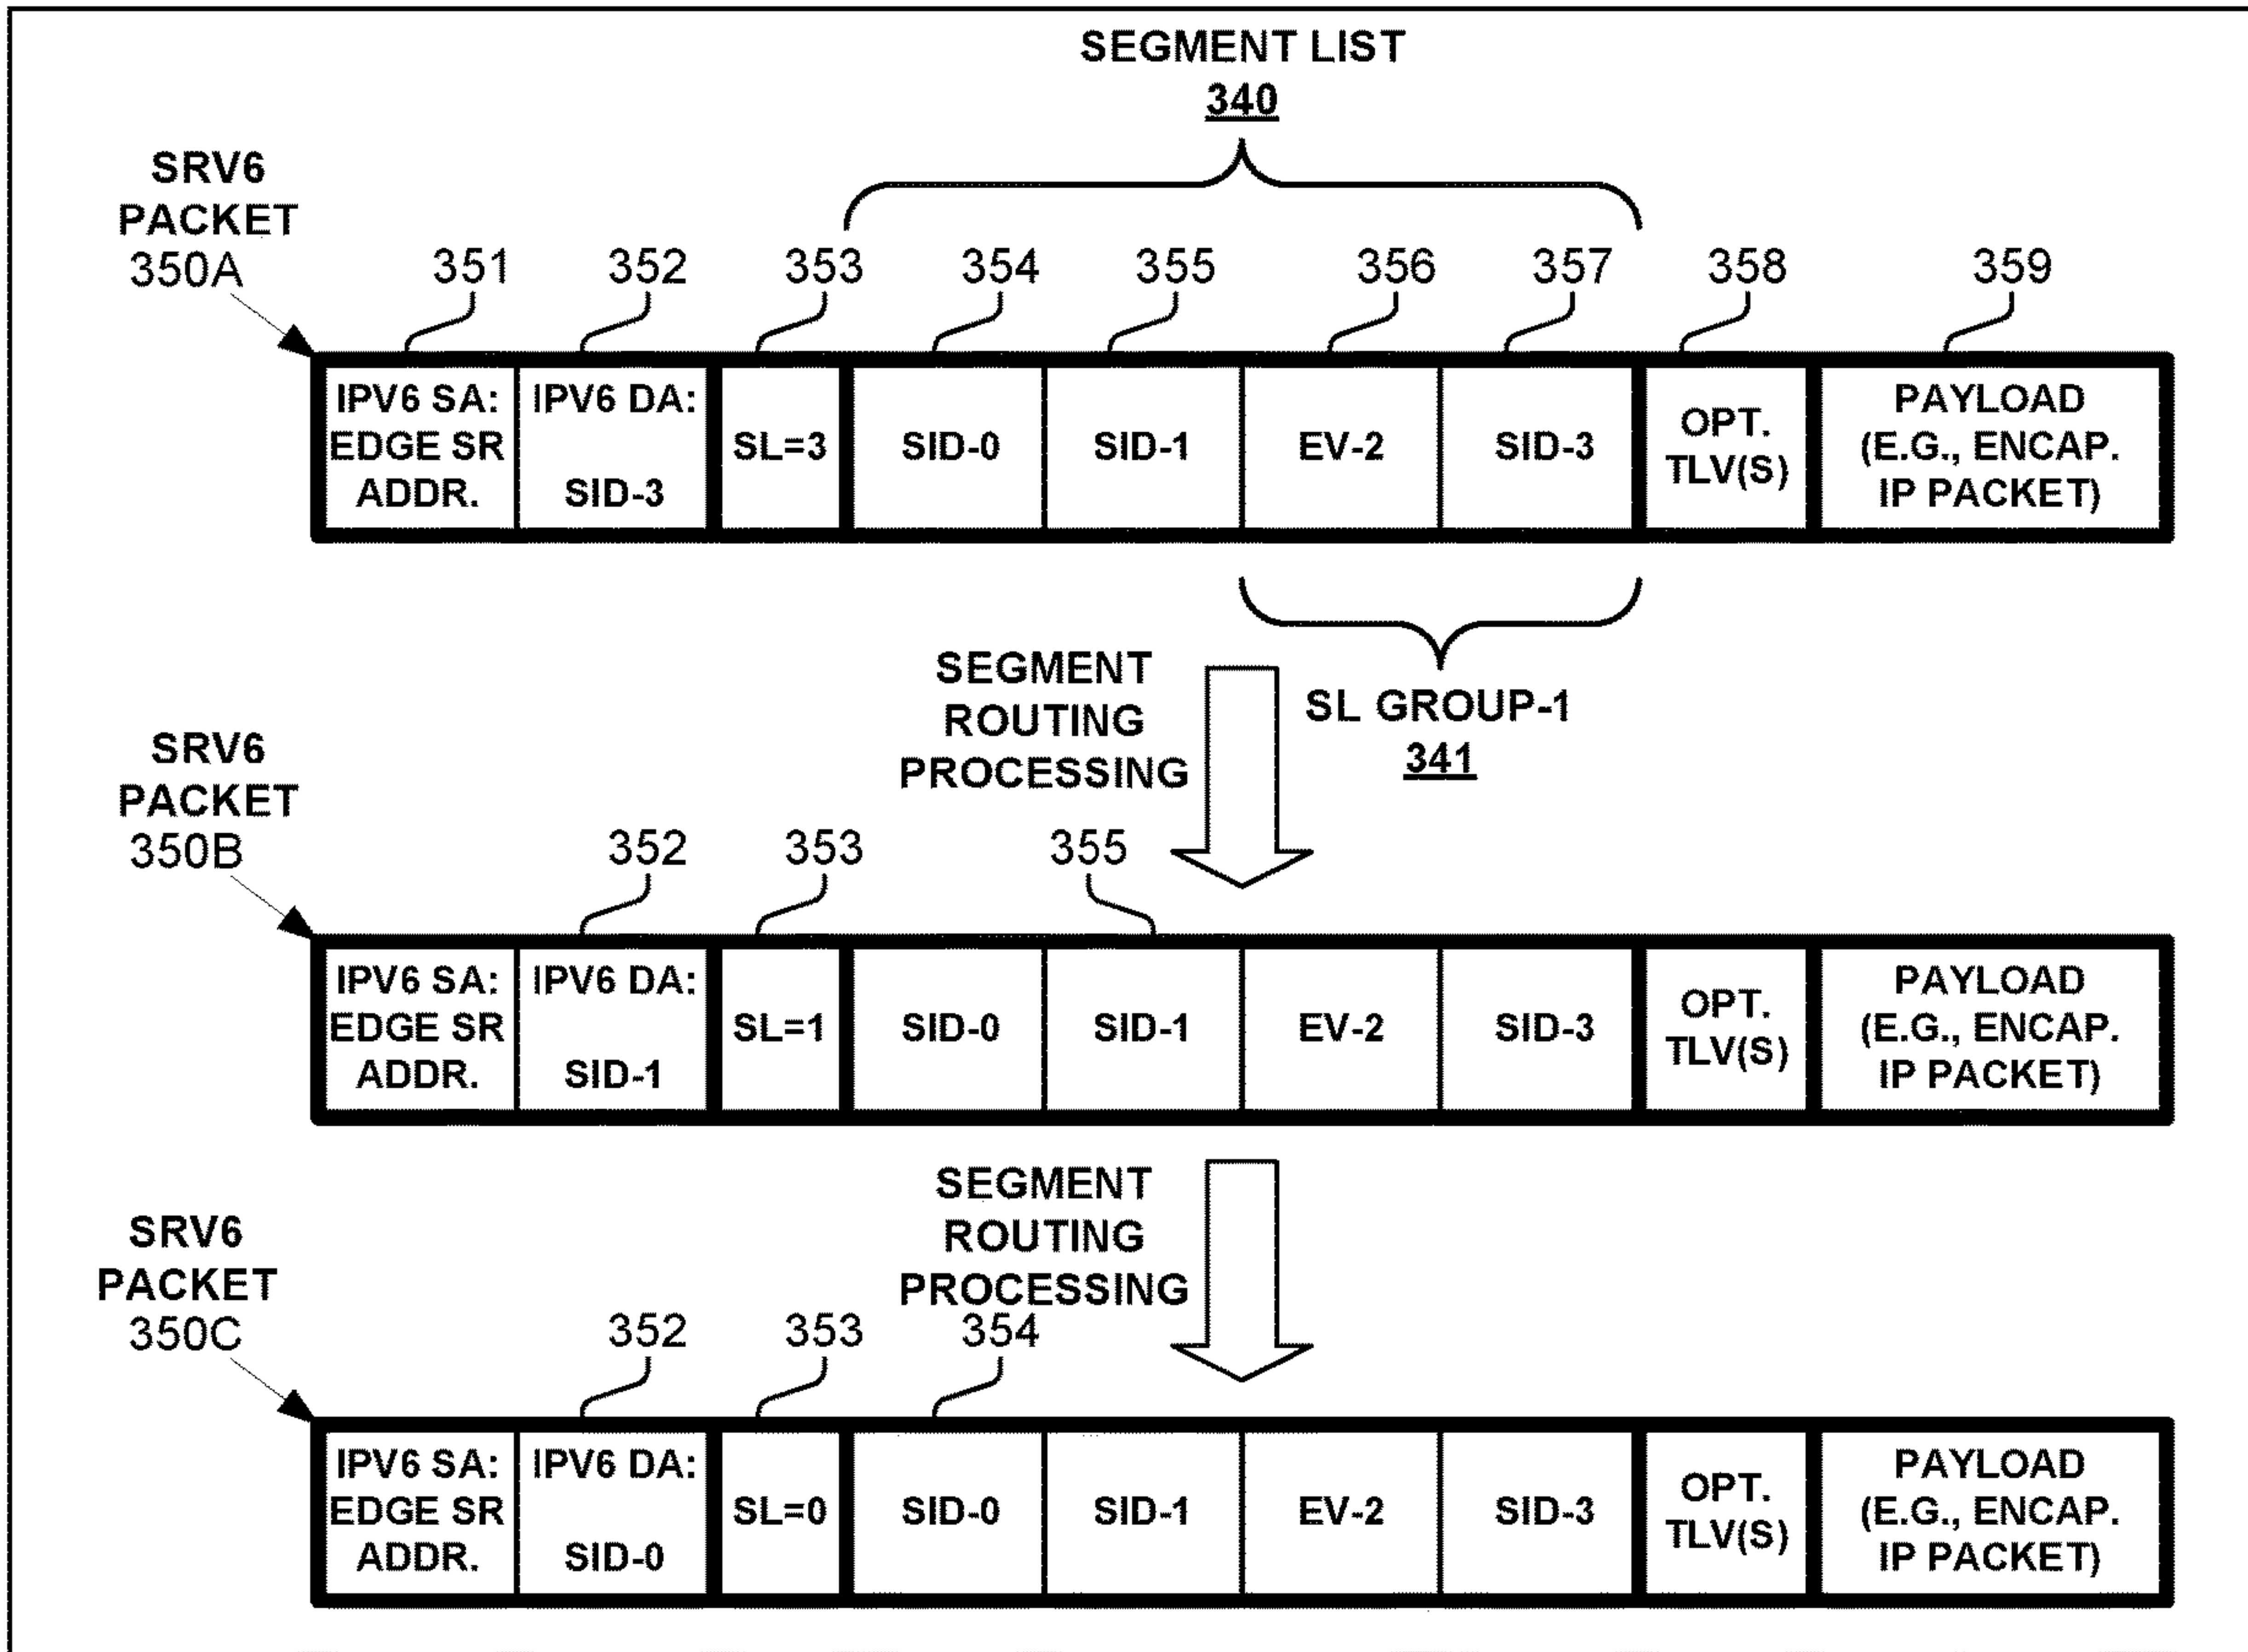 SEGMENT LIST
340
SRV6
PACKET
350A
351 352 353 354 355 356 357 358 359
IPV6 SA:
EDGE SR
ADDR.
IPV6 DA:
SID-3
SL=3
SID-0
SID-1
EV-2
SID-3
OPT.
TLV(S)
PAYLOAD
(E.G., ENCAP.
IP PACKET)
SEGMENT
ROUTING
PROCESSING
SL GROUP-1
341
SRV6
PACKET
350B
352 353 355
IPV6 SA:
EDGE SR
ADDR.
IPV6 DA:
SID-1
SL=1
SID-0
SID-1
EV-2
SID-3
OPT.
TLV(S)
PAYLOAD
(E.G., ENCAP.
IP PACKET)
SEGMENT
ROUTING
PROCESSING
SRV6
PACKET
350C
352 353 354
IPV6 SA:
EDGE SR
ADDR.
IPV6 DA:
SID-0
SL=0
SID-0
SID-1
EV-2
SID-3
OPT.
TLV(S)
PAYLOAD
(E.G., ENCAP.
IP PACKET)